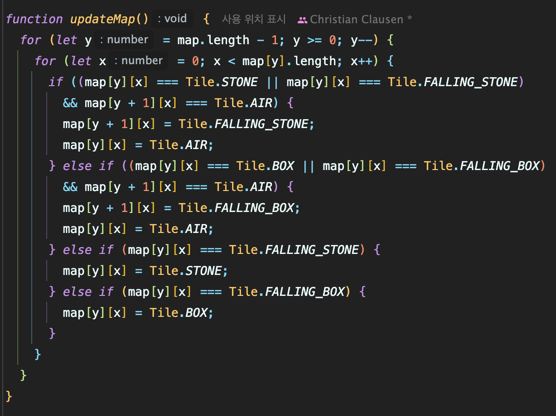 function updateMap() : void { 사용 위치 표시 Christian Clausen *
  for (let y : number = map.length - 1; y >= 0; y--) {
    for (let x : number = 0; x < map[y].length; x++) {
      if ((map[y][x] === Tile.STONE || map[y][x] === Tile.FALLING_STONE)
        && map[y + 1][x] === Tile.AIR) {
        map[y + 1][x] = Tile.FALLING_STONE;
        map[y][x] = Tile.AIR;
      } else if ((map[y][x] === Tile.BOX || map[y][x] === Tile.FALLING_BOX)
        && map[y + 1][x] === Tile.AIR) {
        map[y + 1][x] = Tile.FALLING_BOX;
        map[y][x] = Tile.AIR;
      } else if (map[y][x] === Tile.FALLING_STONE) {
        map[y][x] = Tile.STONE;
      } else if (map[y][x] === Tile.FALLING_BOX) {
        map[y][x] = Tile.BOX;
      }
    }
  }
}